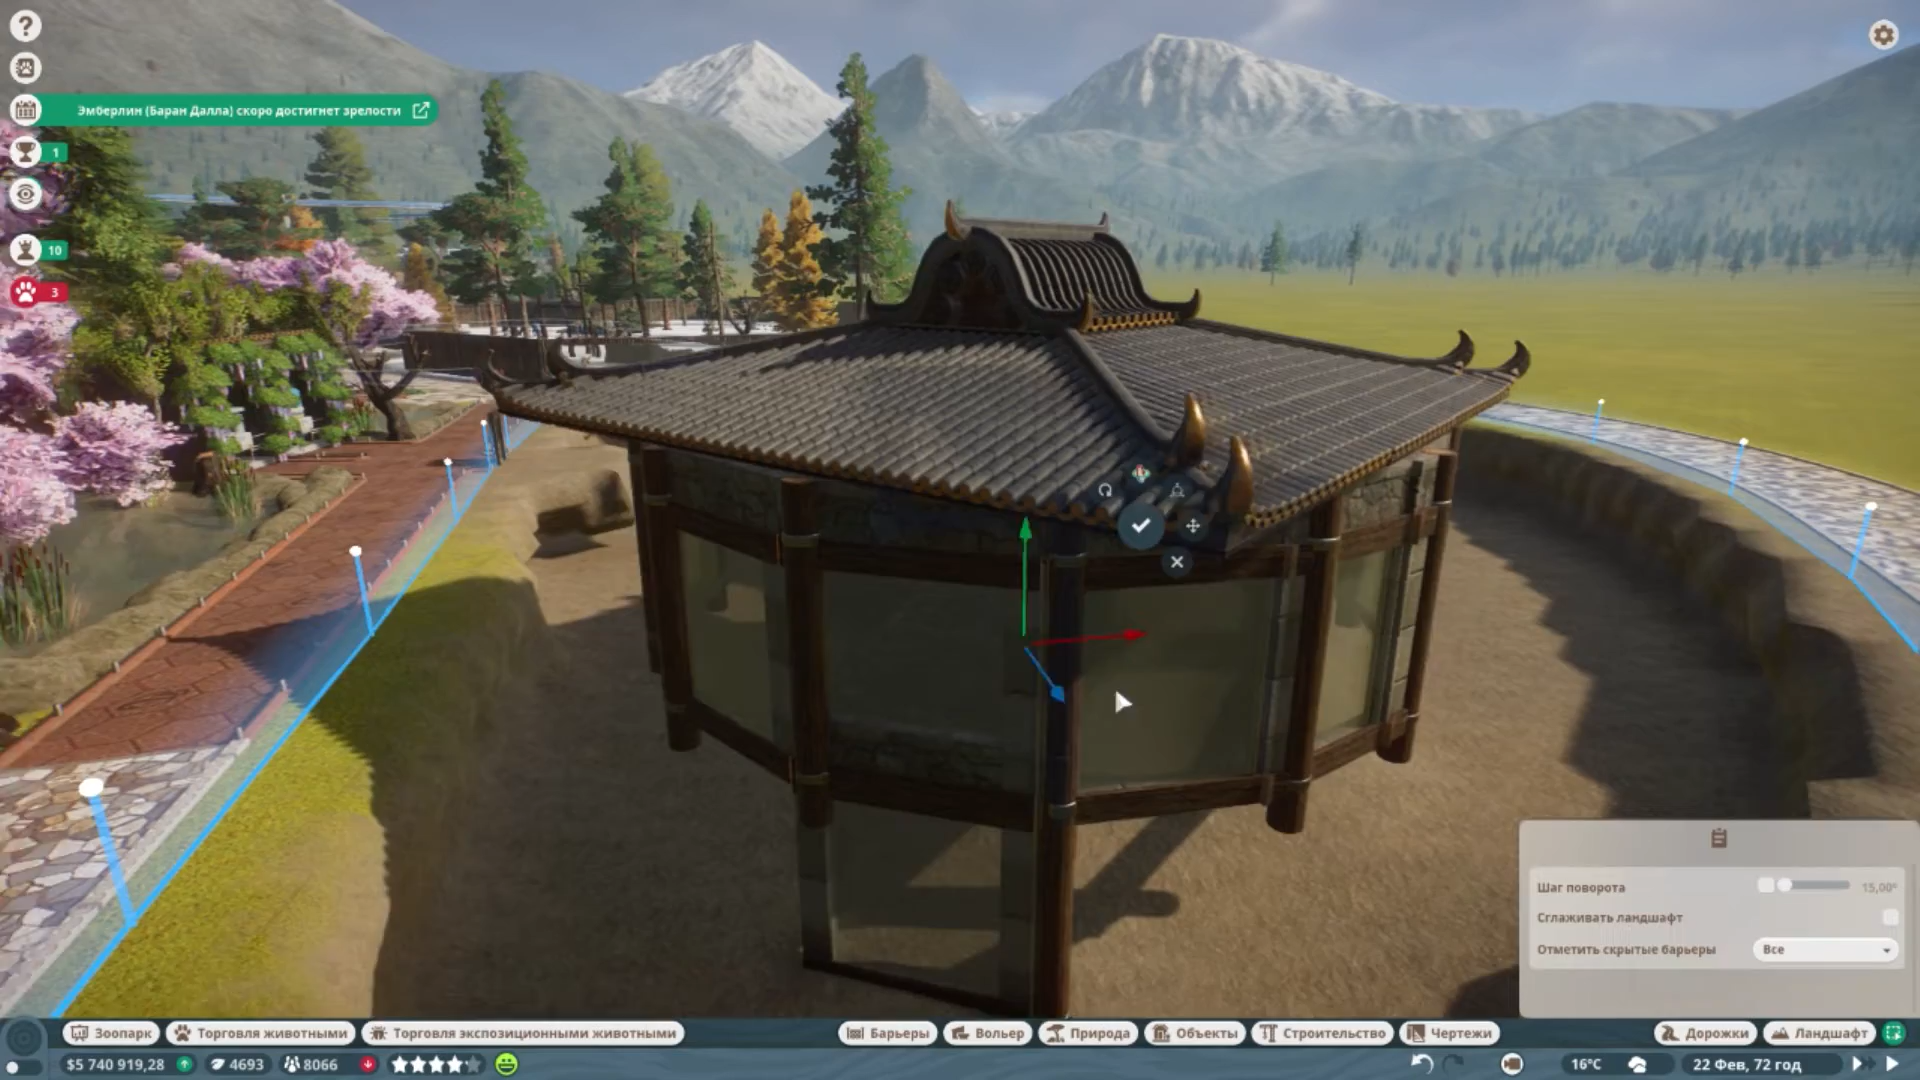 Эмберлин (Баран Далла) скоро достигнет зрелости
1
10
3
Шаг поворота 15,00°
Сглаживать ландшафт
Отметить скрытые барьеры Все
Зоопарк Торговля животными Торговля экспозиционными животными Барьеры Вольер Природа Объекты Строительство Чертежи Дорожки Ландшафт
$5 740 919,28 4693 8066 16°C 22 Фев, 72 год